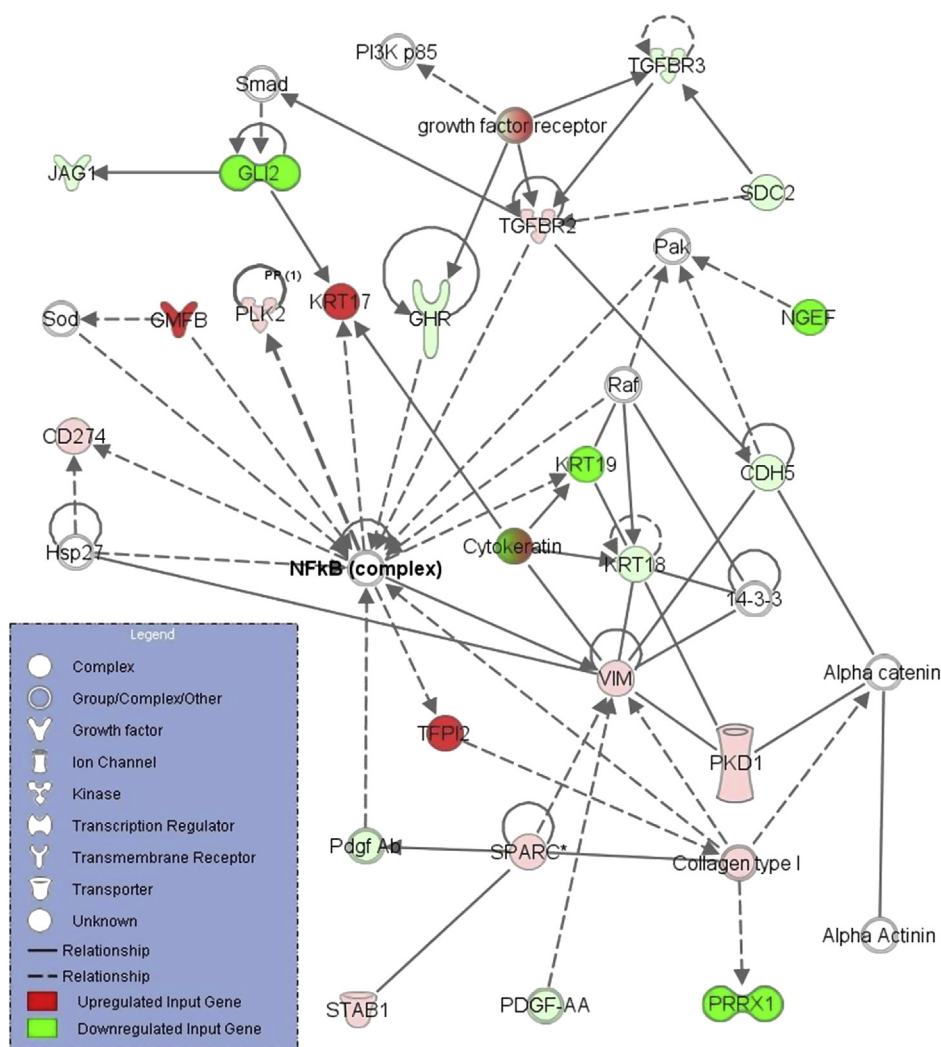 PI3K p85
TGFBR3
Smad
growth factor receptor
JAG1
GLI2
SDC2
TGFBR2
Pak
PP (1)
Sod
GMFB
PLK2
KRT17
GHR
NGEF
Raf
CD274
KRT19
CDH5
Hsp27
Cytokeratin
NFkB (complex)
KRT18
14-3-3
VIM
Alpha catenin
TFPI2
PKD1
Pdgf Ab
SPARC*
Collagen type I
Alpha Actinin
STAB1
PDGF-AA
PRRX1
Legend
Complex
Group/Complex/Other
Growth factor
Ion Channel
Kinase
Transcription Regulator
Transmembrane Receptor
Transporter
Unknown
Relationship
Relationship
Upregulated Input Gene
Downregulated Input Gene